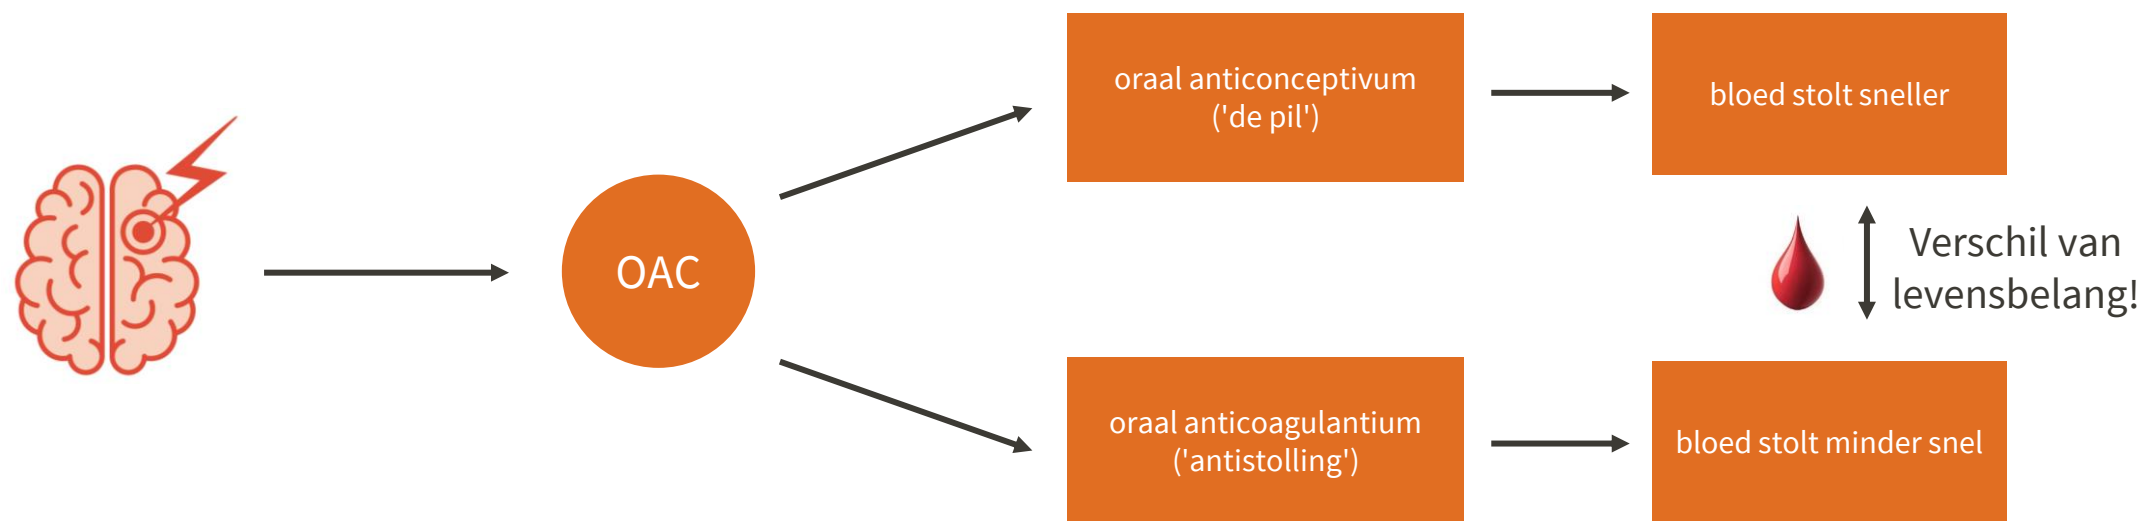 OAC
oraal anticonceptivum
('de pil')
bloed stolt sneller
Verschil van
levensbelang!
oraal anticoagulantium
('antistolling')
bloed stolt minder snel